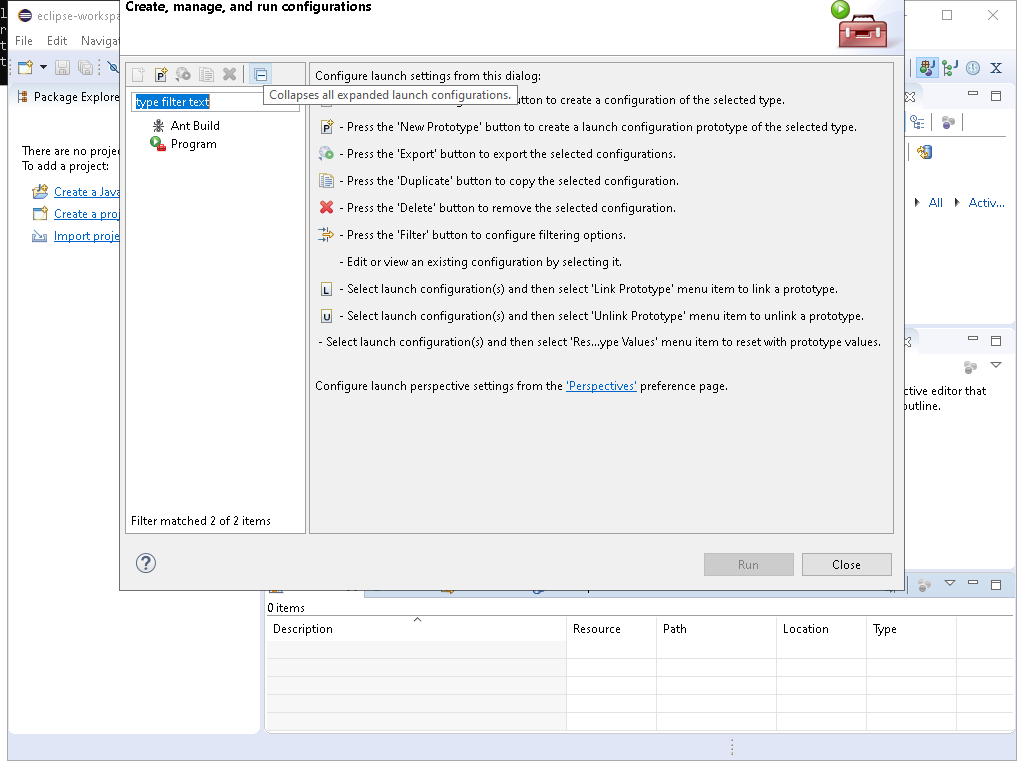 Create, manage, and run configurations
eclipse-workspa
File Edit Naviga
Package Explore
There are no projec
To add a project:
Create a Java
Create a proj
Import proje
type filter text
Ant Build
Program
Filter matched 2 of 2 items
Configure launch settings from this dialog:
Collapses all expanded launch configurations.
utton to create a configuration of the selected type.
P - Press the 'New Prototype' button to create a launch configuration prototype of the selected type.
- Press the 'Export' button to export the selected configurations.
- Press the 'Duplicate' button to copy the selected configuration.
- Press the 'Delete' button to remove the selected configuration.
- Press the 'Filter' button to configure filtering options.
- Edit or view an existing configuration by selecting it.
L - Select launch configuration(s) and then select 'Link Prototype' menu item to link a prototype.
U - Select launch configuration(s) and then select 'Unlink Prototype' menu item to unlink a prototype.
- Select launch configuration(s) and then select 'Res...ype Values' menu item to reset with prototype values.
Configure launch perspective settings from the 'Perspectives' preference page.
? Run Close
All Activ...
ctive editor that
outline.
0 items
Description Resource Path Location Type